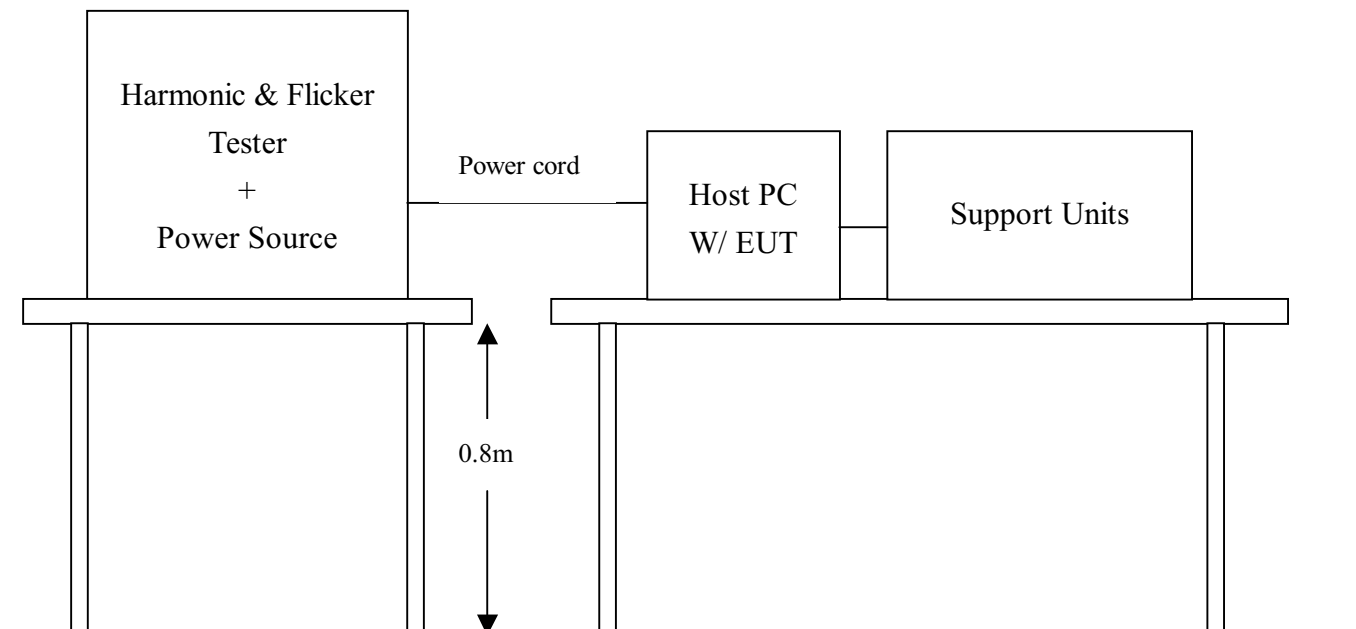 Harmonic & Flicker
Tester
+
Power Source
Power cord
Host PC
W/ EUT
Support Units
0.8m